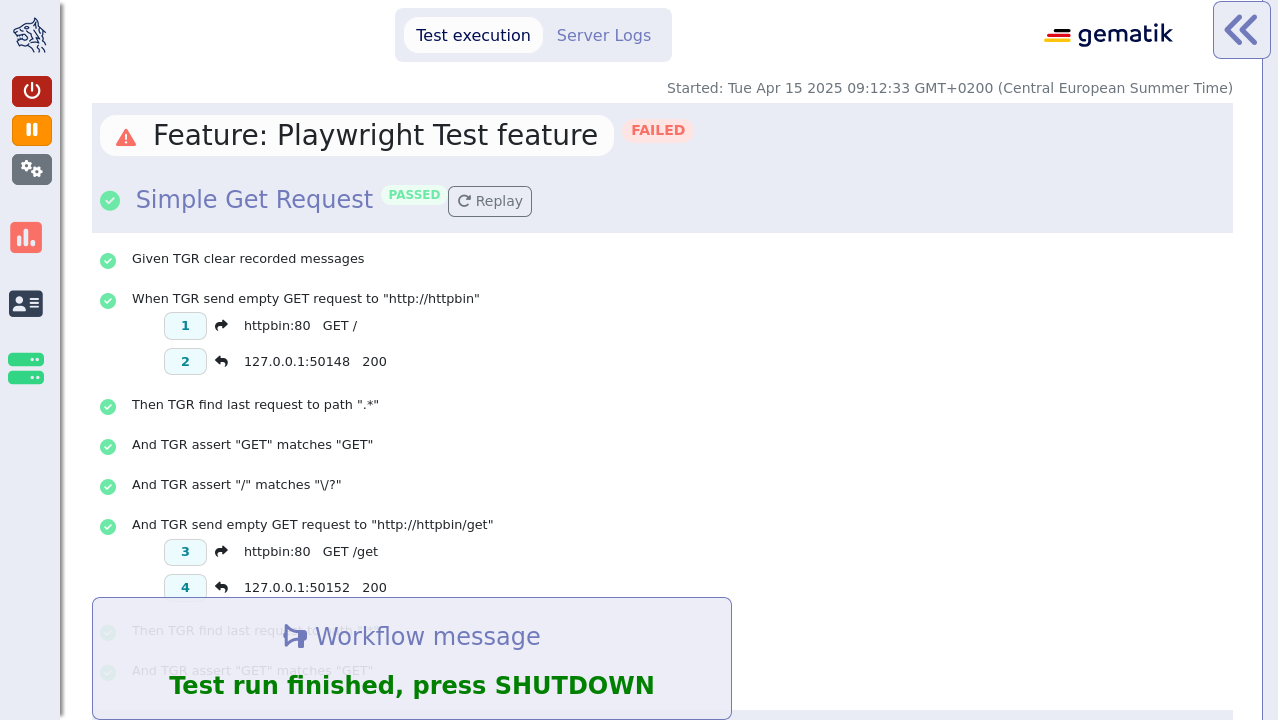 Test execution
Server Logs
gematik
Started: Tue Apr 15 2025 09:12:33 GMT+0200 (Central European Summer Time)
Feature: Playwright Test feature FAILED
Simple Get Request PASSED Replay
Given TGR clear recorded messages
When TGR send empty GET request to "http://httpbin"
1 httpbin:80 GET /
2 127.0.0.1:50148 200
Then TGR find last request to path ".*"
And TGR assert "GET" matches "GET"
And TGR assert "/" matches "\/?"
And TGR send empty GET request to "http://httpbin/get"
3 httpbin:80 GET /get
4 127.0.0.1:50152 200
Then TGR find last request to path
And TGR assert "GET" matches "GET"
Workflow message
Test run finished, press SHUTDOWN